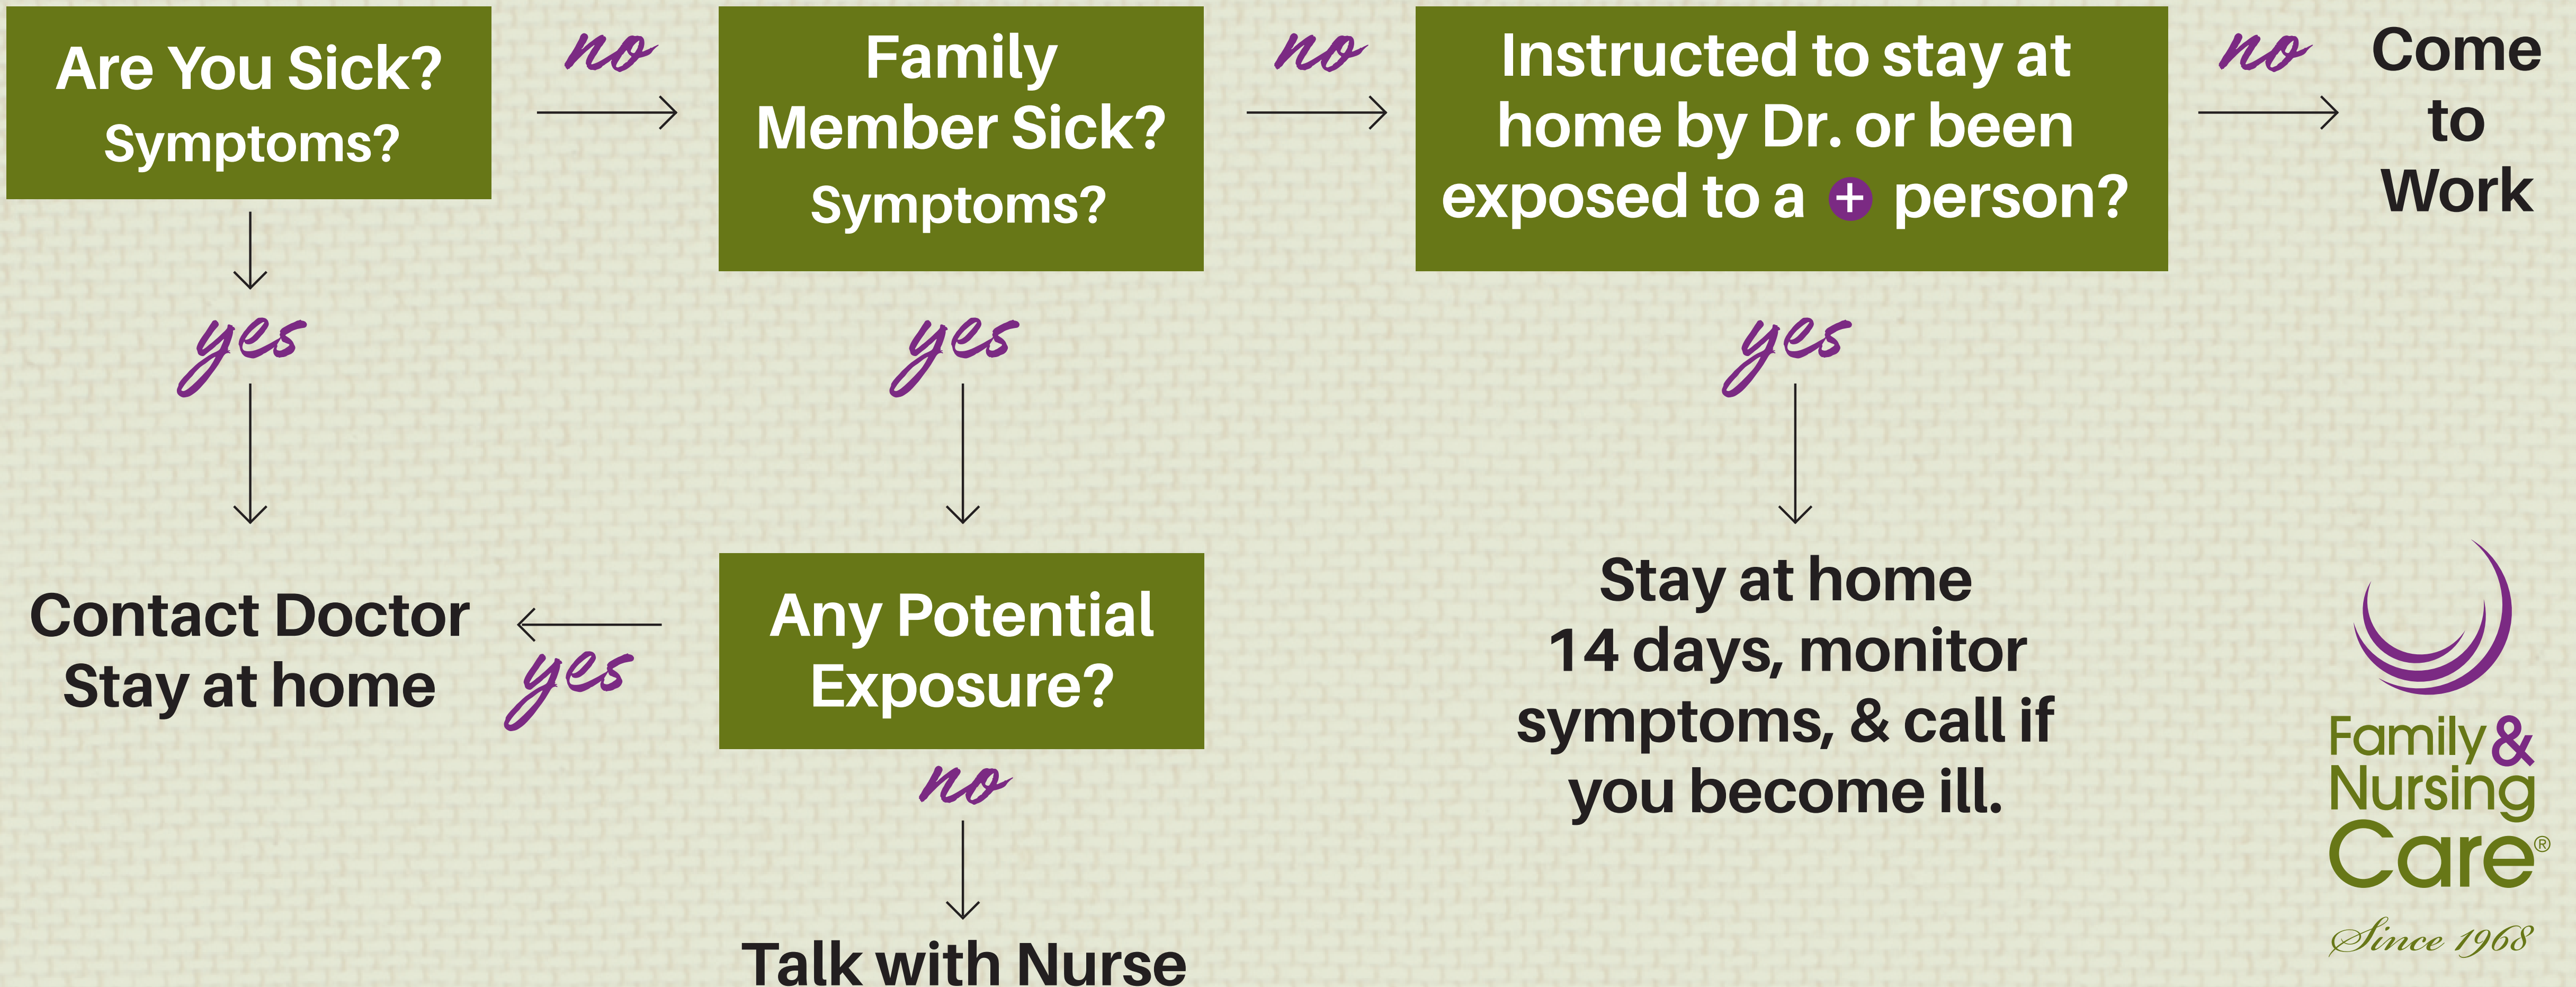 Are You Sick?
Symptoms?
no
Family
Member Sick?
Symptoms?
no
Instructed to stay at
home by Dr. or been
exposed to a + person?
no
Come
to
Work
yes
yes
yes
Contact Doctor
Stay at home
yes
Any Potential
Exposure?
no
Talk with Nurse
Stay at home
14 days, monitor
symptoms, & call if
you become ill.
Family &
Nursing
Care®
Since 1968